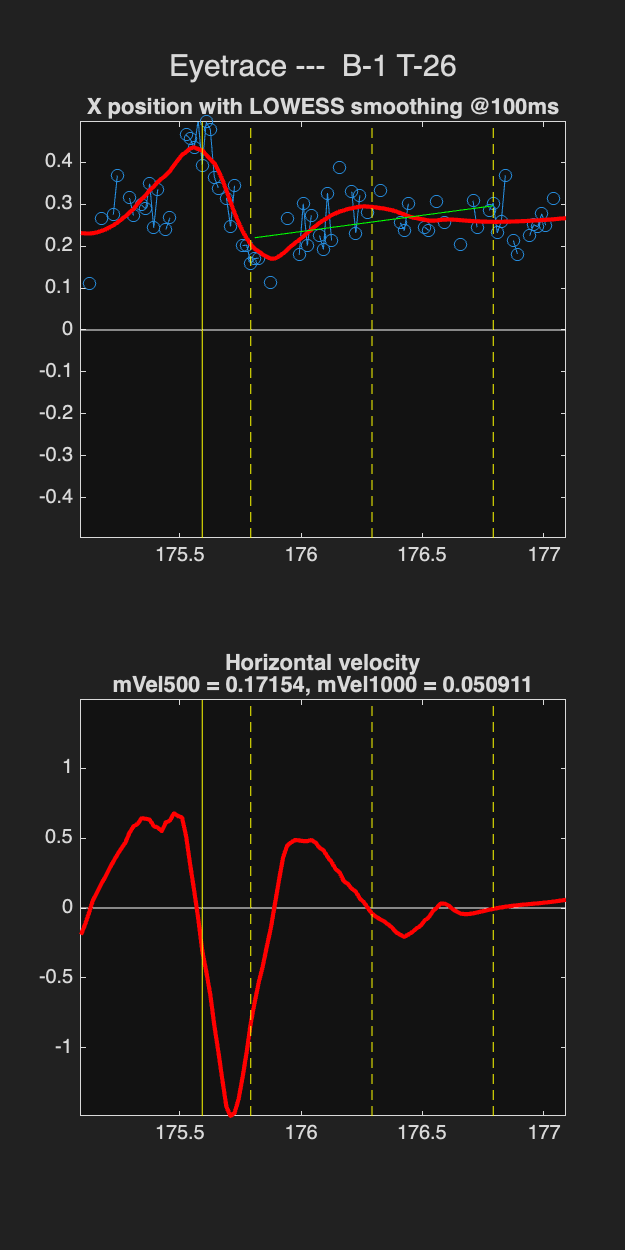 Eyetrace ---  B-1 T-26
X position with LOWESS smoothing @100ms
0.4
0.3
0.2
0.1
0
-0.1
-0.2
-0.3
-0.4
175.5 176 176.5 177
Horizontal velocity
mVel500 = 0.17154, mVel1000 = 0.050911
1
0.5
0
-0.5
-1
175.5 176 176.5 177